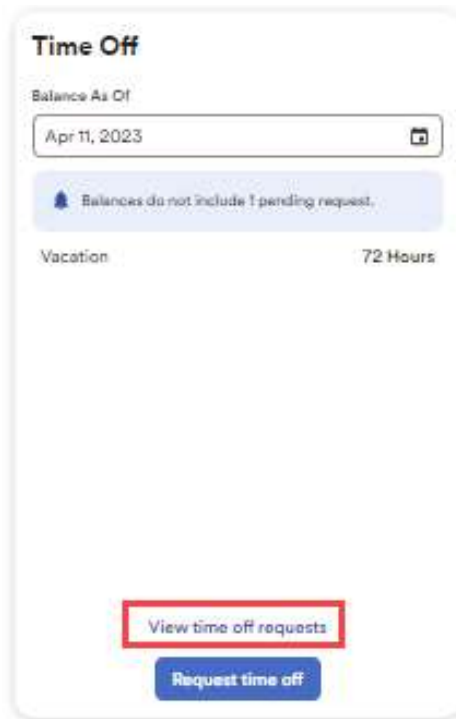 Time Off
Balance As Of
Apr 11, 2023
Balances do not include 1 pending request.
Vacation 72 Hours
View time off requests
Request time off